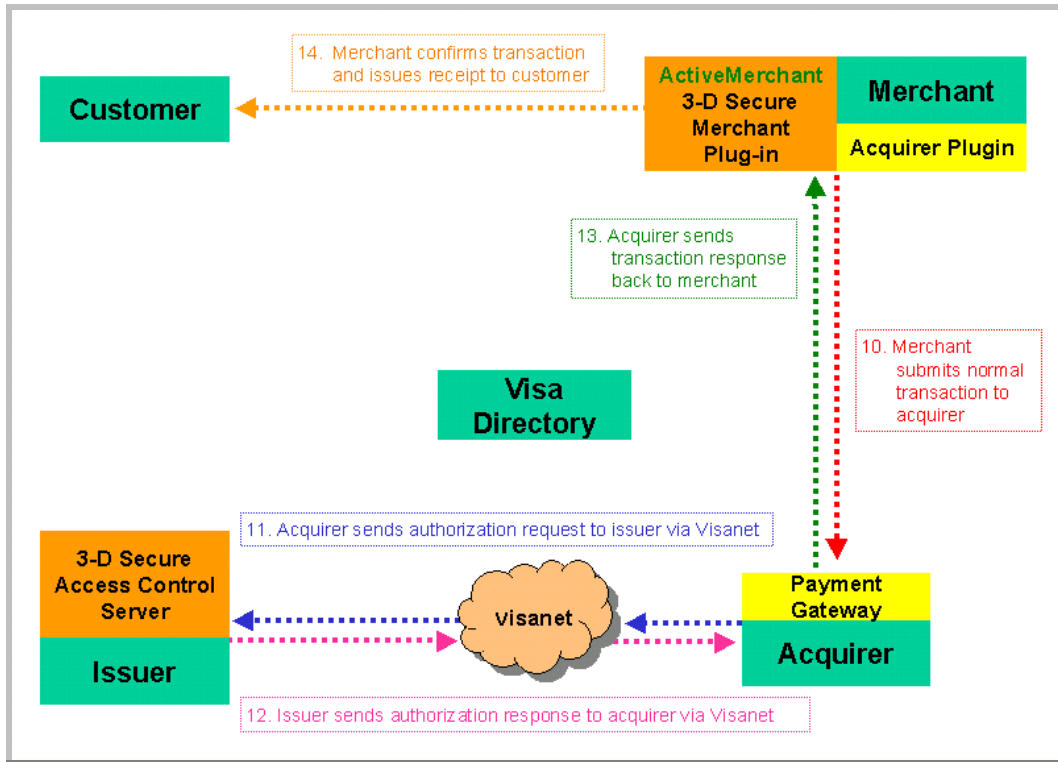 14. Merchant confirms transaction
and issues receipt to customer
Customer
ActiveMerchant
3-D Secure
Merchant
Plug-in
Merchant
Acquirer Plugin
13. Acquirer sends
transaction response
back to merchant
10. Merchant
submits normal
transaction to
acquirer
Visa
Directory
11. Acquirer sends authorization request to issuer via Visanet
3-D Secure
Access Control
Server
Issuer
Visanet
Payment
Gateway
Acquirer
12. Issuer sends authorization response to acquirer via Visanet